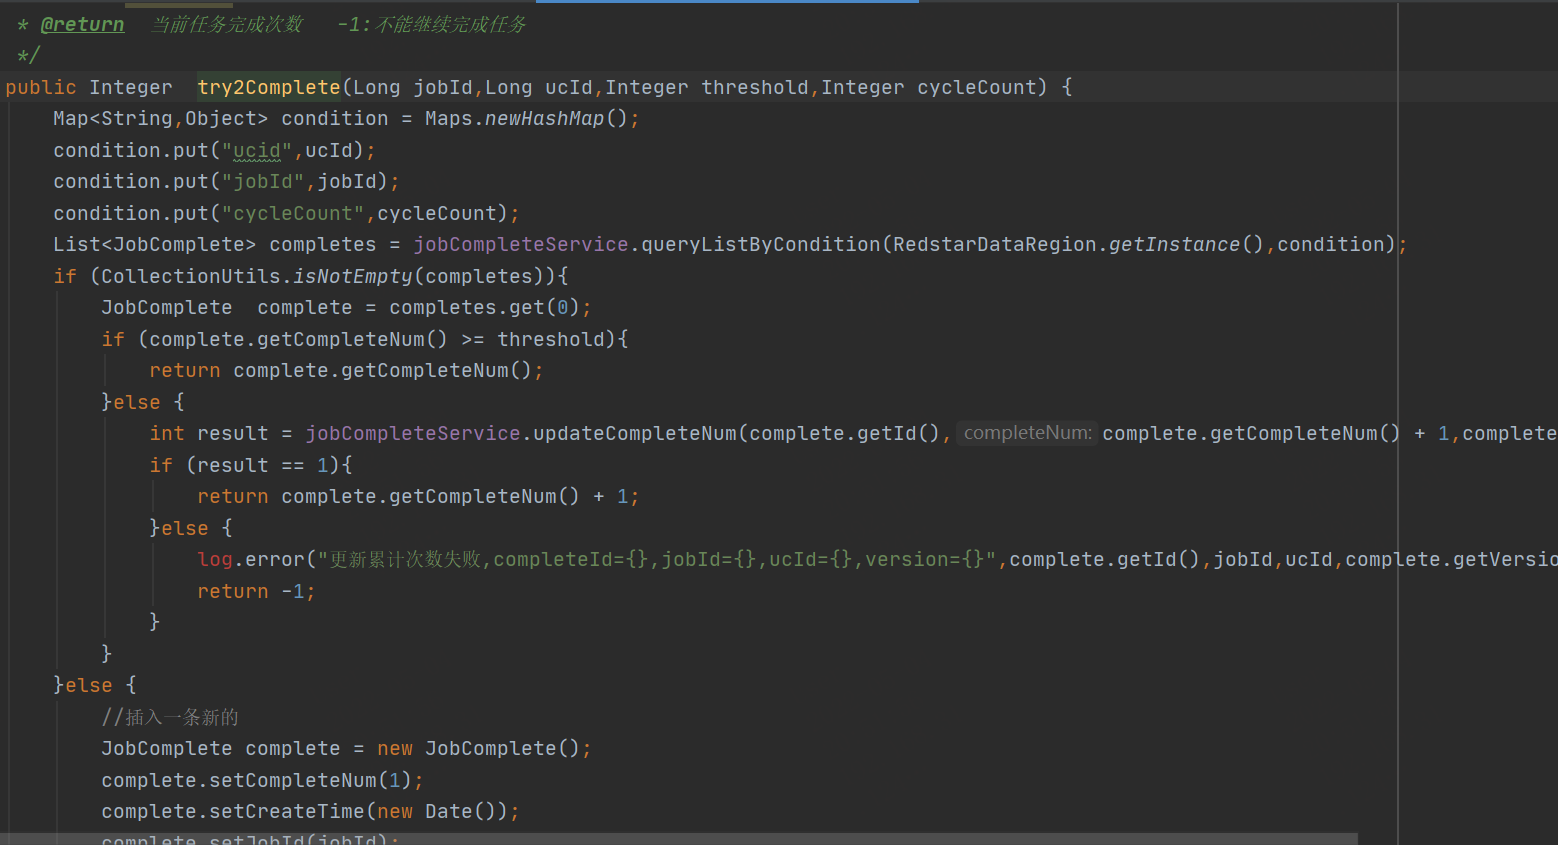 * @return 当前任务完成次数 -1:不能继续完成任务
*/
public Integer try2Complete(Long jobId,Long ucId,Integer threshold,Integer cycleCount) {
Map<String,Object> condition = Maps.newHashMap();
condition.put("ucid",ucId);
condition.put("jobId",jobId);
condition.put("cycleCount",cycleCount);
List<JobComplete> completes = jobCompleteService.queryListByCondition(RedstarDataRegion.getInstance(),condition);
if (CollectionUtils.isNotEmpty(completes)){
JobComplete complete = completes.get(0);
if (complete.getCompleteNum() >= threshold){
return complete.getCompleteNum();
}else {
int result = jobCompleteService.updateCompleteNum(complete.getId(), completeNum: complete.getCompleteNum() + 1,complete
if (result == 1){
return complete.getCompleteNum() + 1;
}else {
log.error("更新累计次数失败,completeId={},jobId={},ucId={},version={}",complete.getId(),jobId,ucId,complete.getVersio
return -1;
}
}
}else {
//插入一条新的
JobComplete complete = new JobComplete();
complete.setCompleteNum(1);
complete.setCreateTime(new Date());
complete.setJobId(jobId);